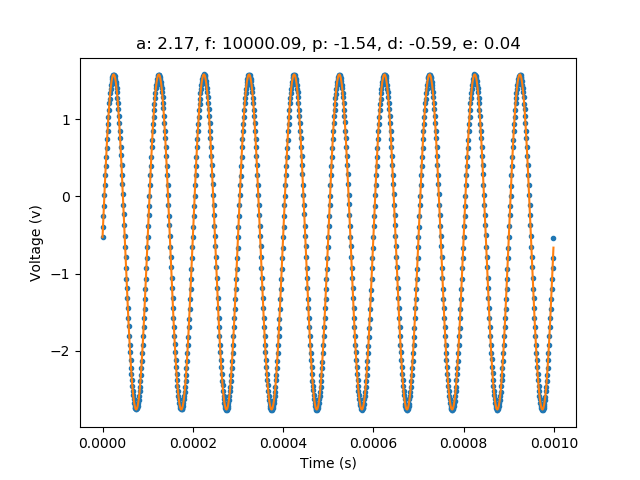 a: 2.17, f: 10000.09, p: -1.54, d: -0.59, e: 0.04
1
0
−1
−2
Voltage (v)
0.0000 0.0002 0.0004 0.0006 0.0008 0.0010
Time (s)